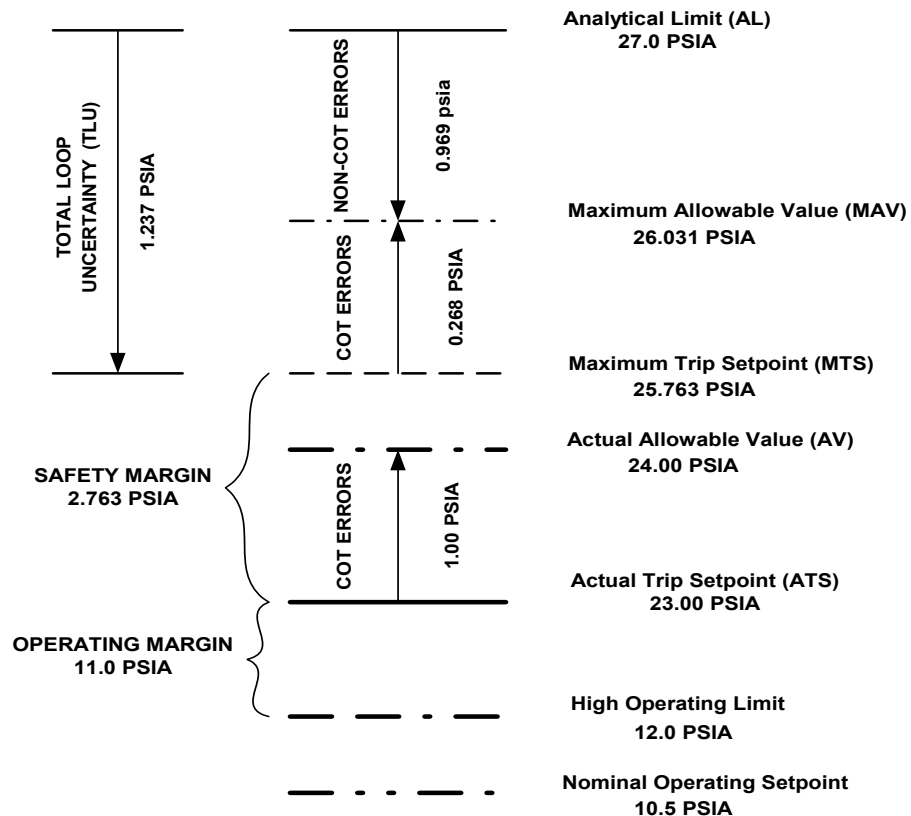 Analytical Limit (AL)
27.0 PSIA
TOTAL LOOP
UNCERTAINTY (TLU)
1.237 PSIA
NON-COT ERRORS
0.969 psia
Maximum Allowable Value (MAV)
26.031 PSIA
COT ERRORS
0.268 PSIA
Maximum Trip Setpoint (MTS)
25.763 PSIA
Actual Allowable Value (AV)
24.00 PSIA
SAFETY MARGIN
2.763 PSIA
COT ERRORS
1.00 PSIA
Actual Trip Setpoint (ATS)
23.00 PSIA
OPERATING MARGIN
11.0 PSIA
High Operating Limit
12.0 PSIA
Nominal Operating Setpoint
10.5 PSIA